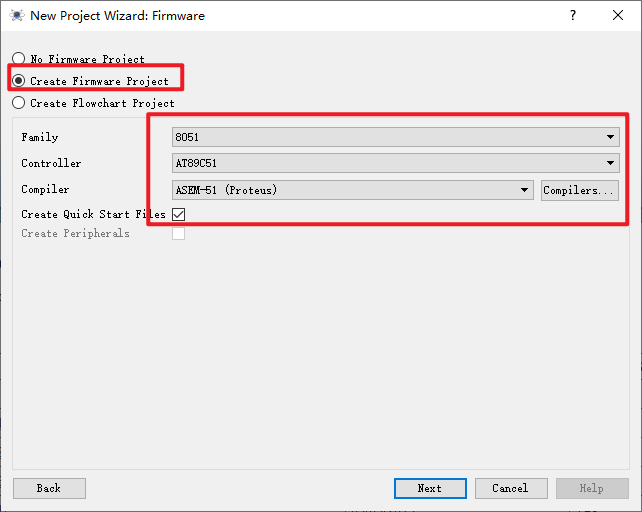 New Project Wizard: Firmware
No Firmware Project
Create Firmware Project
Create Flowchart Project
Family 8051
Controller AT89C51
Compiler ASEM-51 (Proteus) Compilers...
Create Quick Start Files
Create Peripherals
Back Next Cancel Help